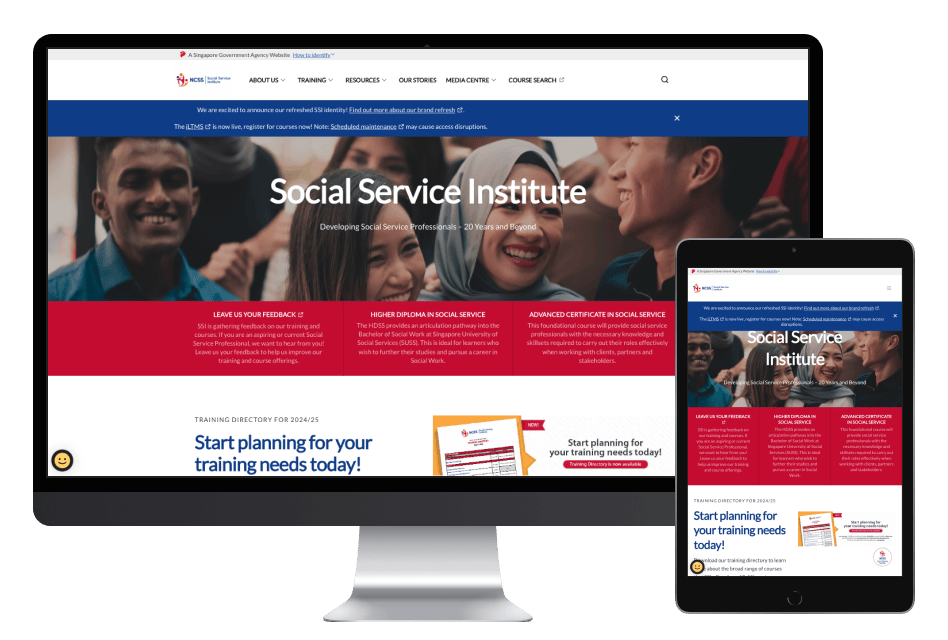 A Singapore Government Agency Website How to identify
NCSS Social Service Institute
ABOUT US TRAINING RESOURCES OUR STORIES MEDIA CENTRE COURSE SEARCH
We are excited to announce our refreshed SSI identity! Find out more about our brand refresh.
The iLTMS is now live, register for courses now! Note: Scheduled maintenance may cause access disruptions.
Social Service Institute
Developing Social Service Professionals – 20 Years and Beyond
LEAVE US YOUR FEEDBACK
SSI is gathering feedback on our training and
courses. If you are an aspiring or current Social
Service Professional, we want to hear from you!
Leave us your feedback to help us improve our
training and course offerings.
HIGHER DIPLOMA IN SOCIAL SERVICE
The HDSS provides an articulation pathway into the
Bachelor of Social Work at Singapore University of
Social Services (SUSS). This is ideal for learners who
wish to further their studies and pursue a career in
Social Work.
ADVANCED CERTIFICATE IN SOCIAL SERVICE
This foundational course will provide social service
professionals with the necessary knowledge and
skillsets required to carry out their roles effectively
when working with clients, partners and
stakeholders.
TRAINING DIRECTORY FOR 2024/25
Start planning for your
training needs today!
NCSS
NEW!
Start planning for
your training needs today!
Training Directory is now available
A Singapore Government Agency Website How to identify
NCSS Social Service Institute
We are excited to announce our refreshed SSI identity! Find out more about our brand refresh.
The iLTMS is now live, register for courses now! Note: Scheduled maintenance may cause access
disruptions.
Social Service
Institute
Developing Social Service Professionals – 20 Years and Beyond
LEAVE US YOUR FEEDBACK
SSI is gathering feedback on
our training and courses. If
you are an aspiring or current
Social Service Professional,
we want to hear from you!
Leave us your feedback to
help us improve our training
and course offerings.
HIGHER DIPLOMA IN
SOCIAL SERVICE
The HDSS provides an
articulation pathway into the
Bachelor of Social Work at
Singapore University of Social
Services (SUSS). This is ideal
for learners who wish to
further their studies and
pursue a career in Social
Work.
ADVANCED CERTIFICATE
IN SOCIAL SERVICE
This foundational course will
provide social service
professionals with the
necessary knowledge and
skillsets required to carry out
their roles effectively when
working with clients, partners
and stakeholders.
TRAINING DIRECTORY FOR 2024/25
Start planning for
your training needs
today!
Download our training directory to learn
about the broad range of courses
Start planning for
your training needs today!